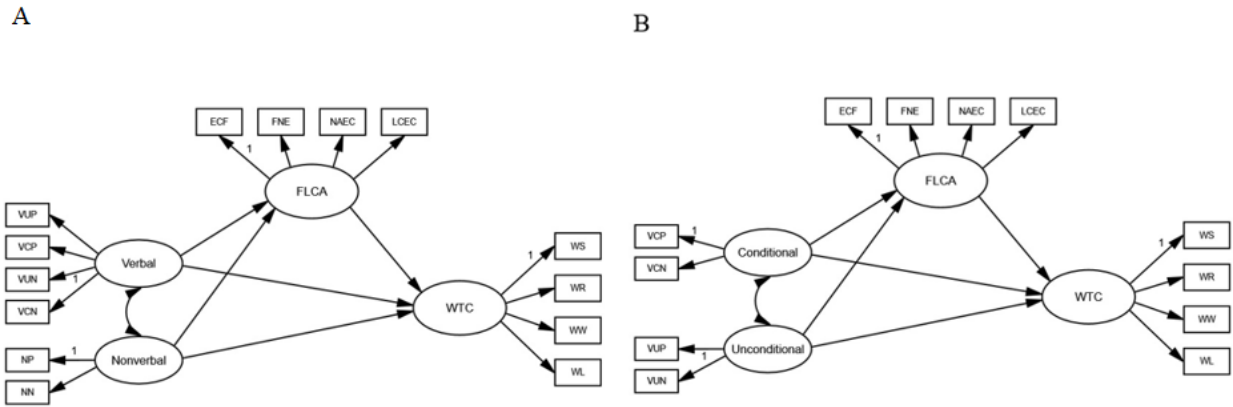 A
ECF FNE NAEC LCEC
1
FLCA
VUP
VCP
VUN
1
VCN
Verbal
NP
1
NN
Nonverbal
WTC
1
WS
WR
WW
WL
B
ECF FNE NAEC LCEC
1
FLCA
VCP
1
VCN
Conditional
VUP
1
VUN
Unconditional
WTC
1
WS
WR
WW
WL